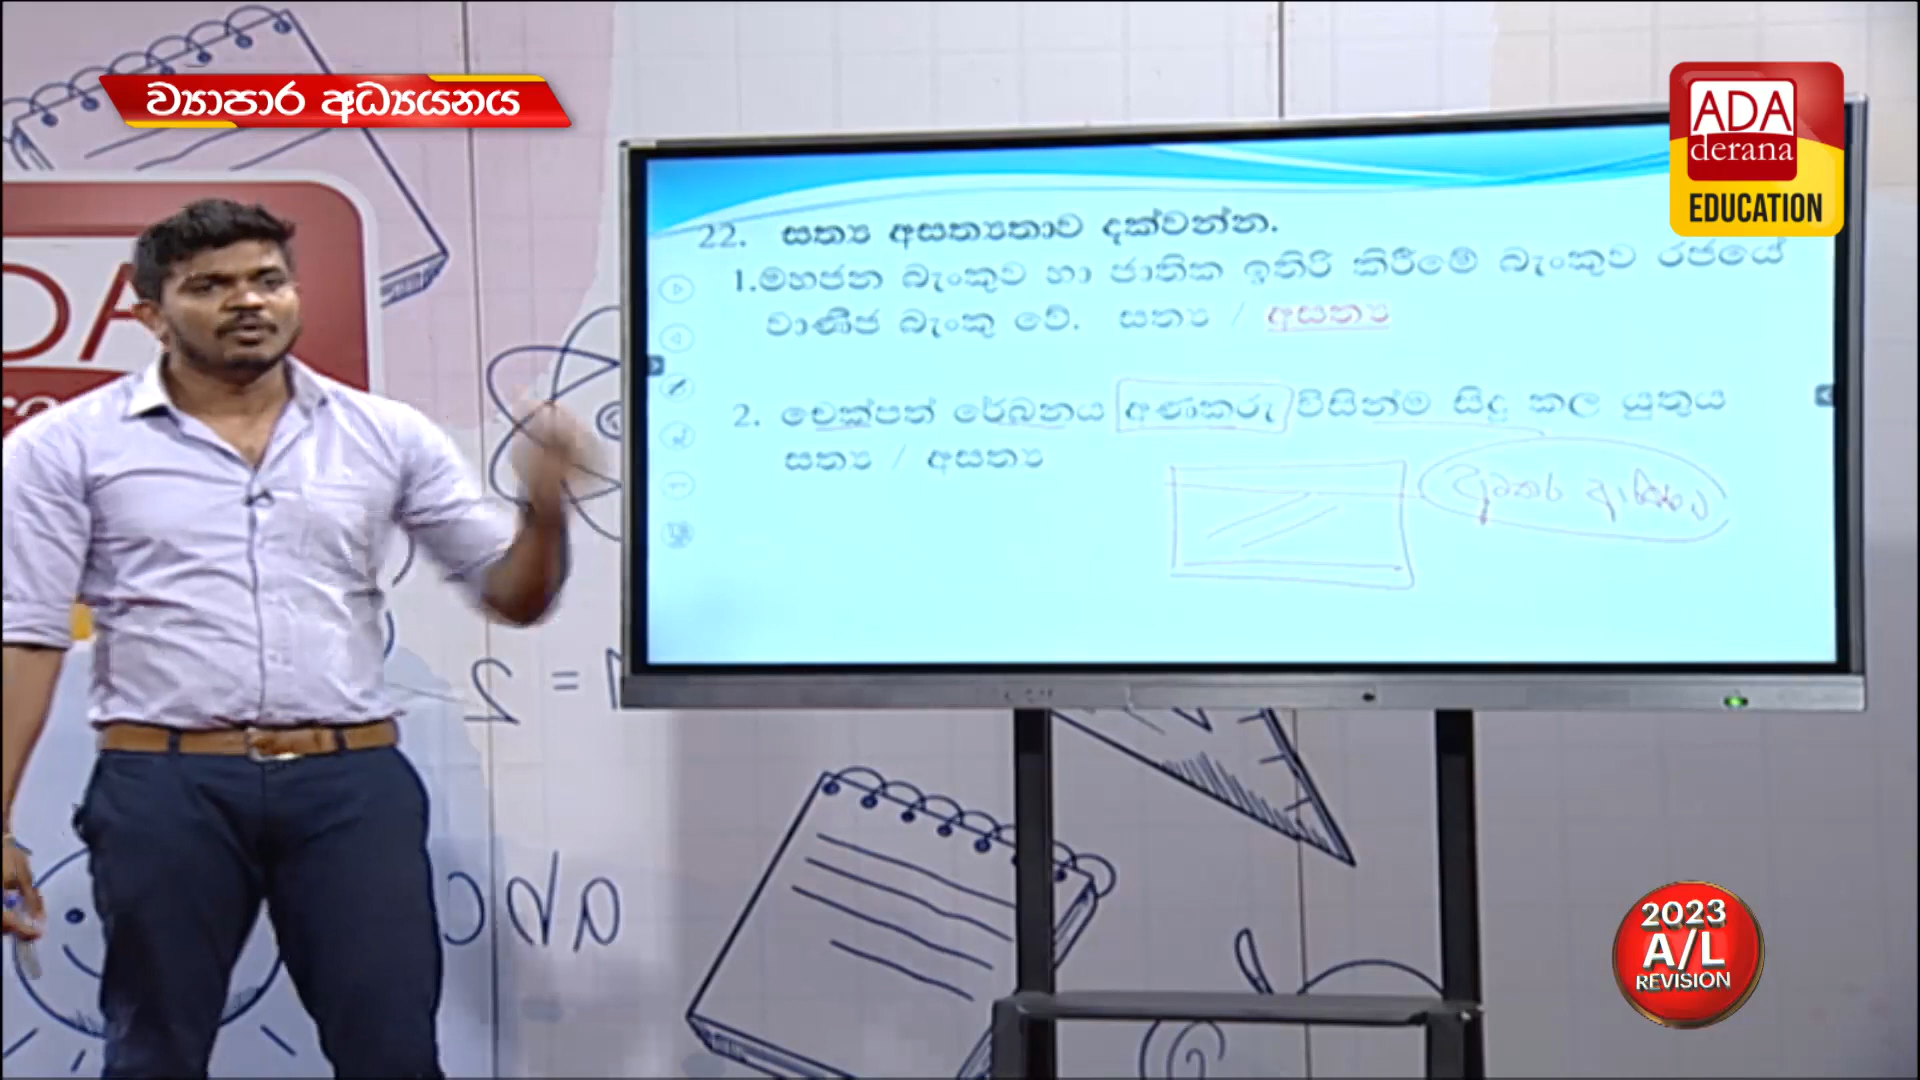 ව්‍යාපාර අධ්‍යයනය
ADA
derana
EDUCATION
22. සත්‍ය අසත්‍යතාව දක්වන්න.
1.මහජන බැංකුව හා ජාතික ඉතිරි කිරීමේ බැංකුව රජයේ
වාණිජ බැංකු වේ. සත්‍ය / අසත්‍ය
2. චෙක්පත් රේඛනය අණකරු විසින්ම සිදු කල යුතුය
සත්‍ය / අසත්‍ය
= 2
2023
A/L
REVISION